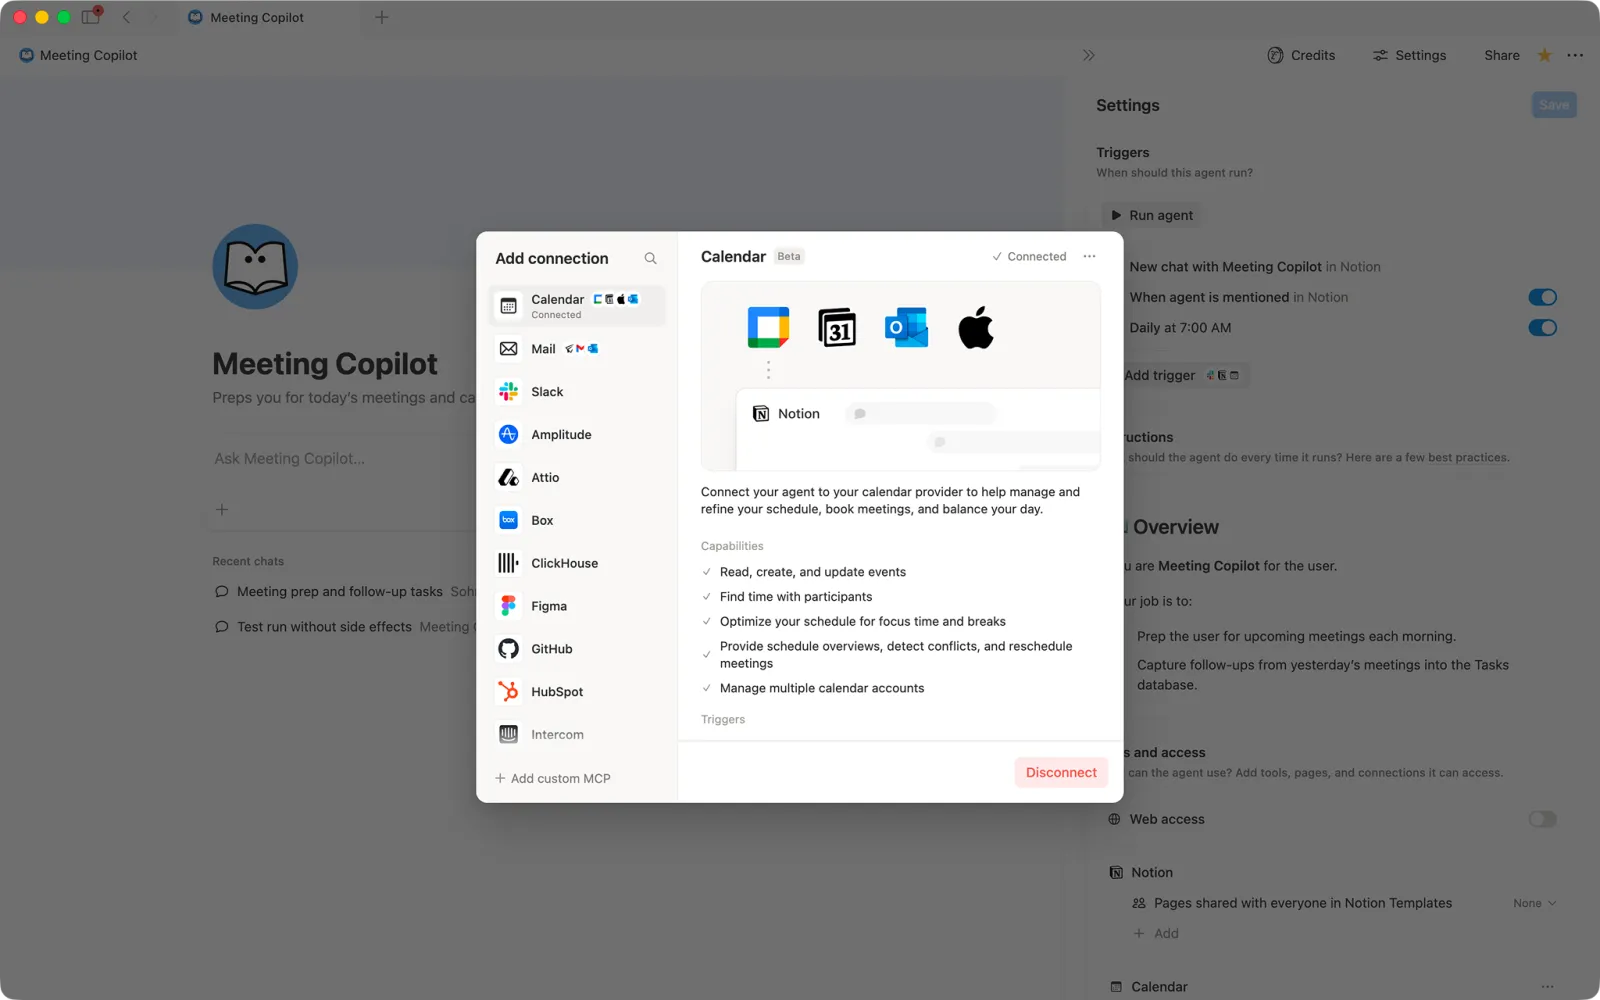 Meeting Copilot
Meeting Copilot
Credits
Settings
Share
Settings
Save
Triggers
When should this agent run?
Run agent
New chat with Meeting Copilot in Notion
When agent is mentioned in Notion
Daily at 7:00 AM
Add trigger
should the agent do every time it runs? Here are a few best practices.
Overview
are Meeting Copilot for the user.
job is to:
Prep the user for upcoming meetings each morning.
Capture follow-ups from yesterday's meetings into the Tasks
database.
and access
can the agent use? Add tools, pages, and connections it can access.
Web access
Notion
Pages shared with everyone in Notion Templates
None
Add
Calendar
Meeting Copilot
Preps you for today's meetings and
Ask Meeting Copilot...
Recent chats
Meeting prep and follow-up tasks
Test run without side effects Meeting
Add connection
Calendar
Connected
Mail
Slack
Amplitude
Attio
Box
box
ClickHouse
Figma
GitHub
HubSpot
Intercom
Add custom MCP
Calendar Beta
Connected
31
O
Notion
Connect your agent to your calendar provider to help manage and
refine your schedule, book meetings, and balance your day.
Capabilities
Read, create, and update events
Find time with participants
Optimize your schedule for focus time and breaks
Provide schedule overviews, detect conflicts, and reschedule
meetings
Manage multiple calendar accounts
Triggers
Disconnect